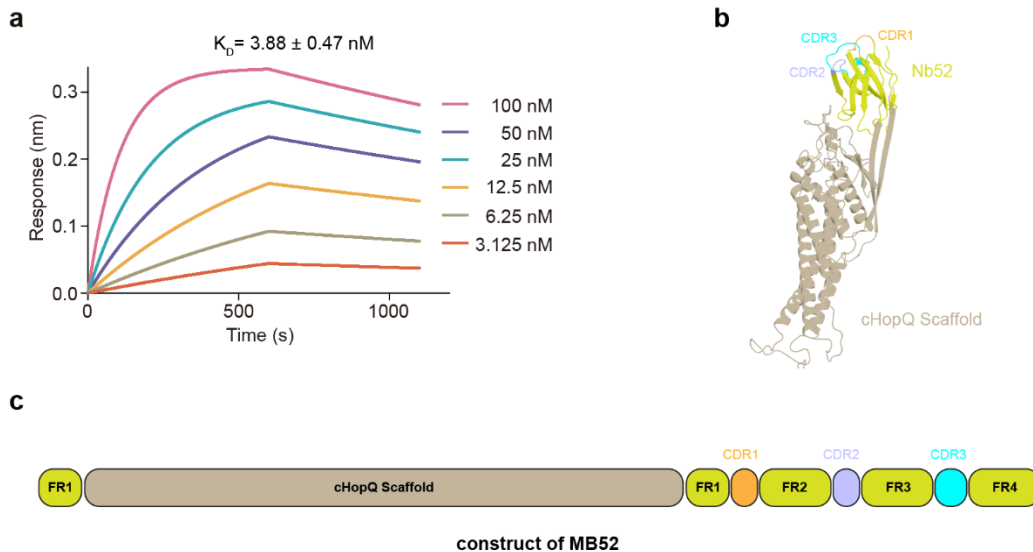 a
K_D= 3.88 ± 0.47 nM
Response (nm)
0.3
0.2
0.1
0.0
0
500
1000
Time (s)
100 nM
25 nM
50 nM
25 nM
12.5 nM
6.25 nM
3.125 nM
b
CDR3
CDR1
CDR2
Nb52
cHopQ Scaffold
c
CDR1
CDR2
CDR3
FR1
cHopQ Scaffold
FR1
FR2
FR3
FR4
construct of MB52